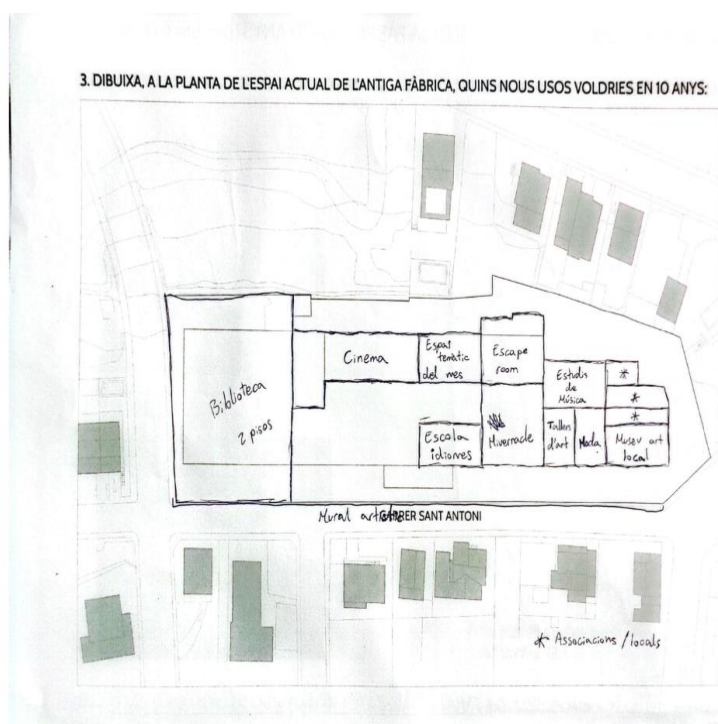 3. DIBUIXA, A LA PLANTA DE L'ESPAI ACTUAL DE L'ANTIGA FÀBRICA, QUINS NOUS USOS VOLDRIES EN 10 ANYS:
Biblioteca
2 pisos
Cinema
Espai
temàtic
del mes
Escape
room
Estudis
de
Música
*
*
*
Escola
idiomes
Hivernacle
Taller
d'art
Moda
Museu art
local
Mural artístic
CARRER SANT ANTONI
* Associacions / locals